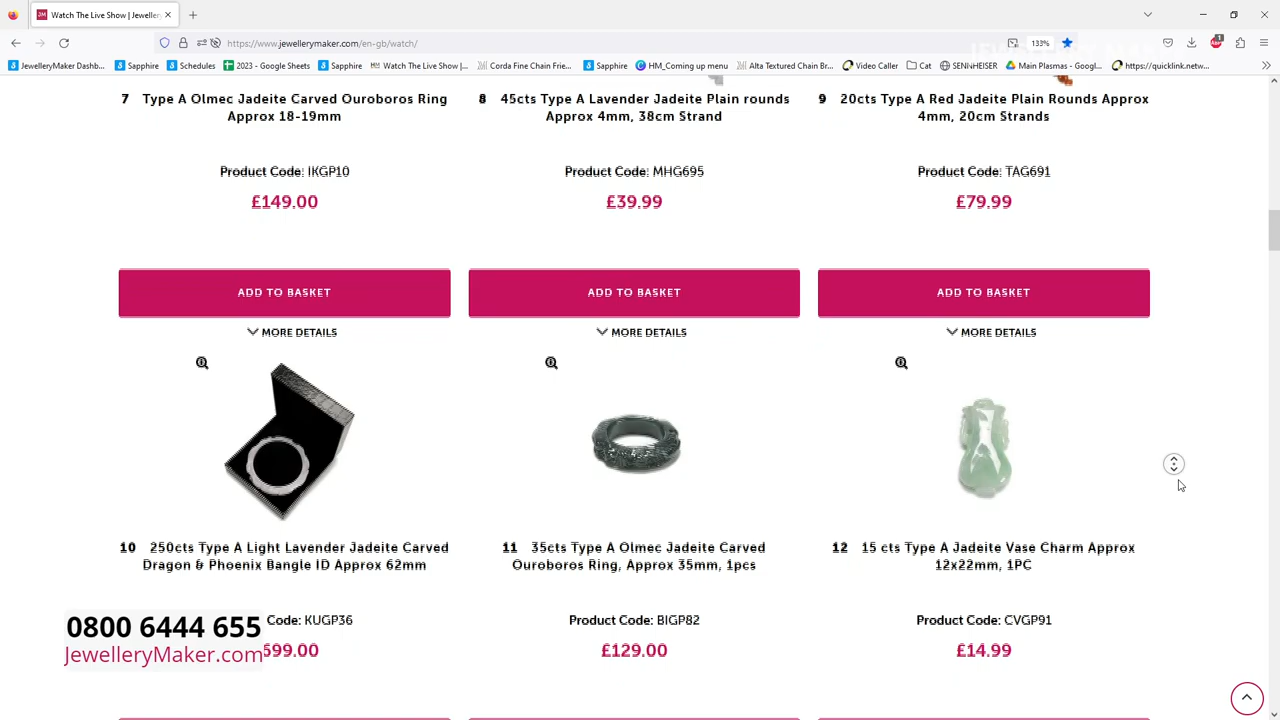 Watch The Live Show | Jewellery
https://www.jewellerymaker.com/en-gb/watch/
133%
JewelleryMaker Dashb...
Sapphire
Schedules
2023 - Google Sheets
Sapphire
Watch The Live Show |...
Corda Fine Chain Frie...
Sapphire
HM_Coming up menu
Alta Textured Chain Br...
Video Caller
Cat
SENNHEISER
Main Plasmas - Googl...
https://quicklink.netw...
7 Type A Olmec Jadeite Carved Ouroboros Ring
Approx 18-19mm
Product Code: IKGP10
£149.00
ADD TO BASKET
MORE DETAILS
8 45cts Type A Lavender Jadeite Plain rounds
Approx 4mm, 38cm Strand
Product Code: MHG695
£39.99
ADD TO BASKET
MORE DETAILS
9 20cts Type A Red Jadeite Plain Rounds Approx
4mm, 20cm Strands
Product Code: TAG691
£79.99
ADD TO BASKET
MORE DETAILS
10 250cts Type A Light Lavender Jadeite Carved
Dragon & Phoenix Bangle ID Approx 62mm
Code: KUGP36
99.00
11 35cts Type A Olmec Jadeite Carved
Ouroboros Ring, Approx 35mm, 1pcs
Product Code: BIGP82
£129.00
12 15 cts Type A Jadeite Vase Charm Approx
12x22mm, 1PC
Product Code: CVGP91
£14.99
0800 6444 655
JewelleryMaker.com